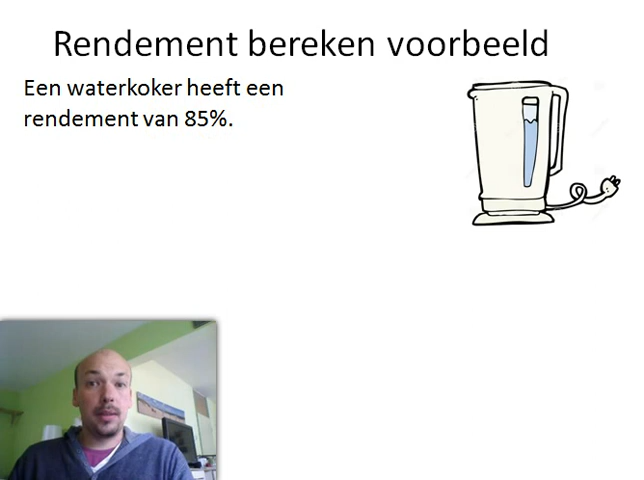 Rendement bereken voorbeeld
Een waterkoker heeft een
rendement van 85%.